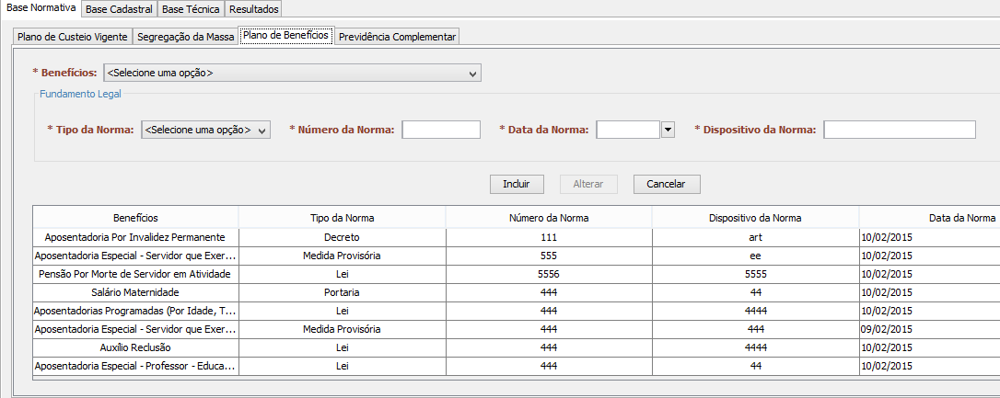 Base Normativa Base Cadastral Base Técnica Resultados
Plano de Custeio Vigente Segregação da Massa Plano de Benefícios Previdência Complementar
* Benefícios: <Selecione uma opção>
Fundamento Legal
* Tipo da Norma: <Selecione uma opção> * Número da Norma: * Data da Norma: * Dispositivo da Norma:
Incluir Alterar Cancelar
Benefícios Tipo da Norma Número da Norma Dispositivo da Norma Data da Norma
Aposentadoria Por Invalidez Permanente Decreto 111 art 10/02/2015
Aposentadoria Especial - Servidor que Exer... Medida Provisória 555 ee 10/02/2015
Pensão Por Morte de Servidor em Atividade Lei 5556 5555 10/02/2015
Salário Maternidade Portaria 444 44 10/02/2015
Aposentadorias Programadas (Por Idade, T... Lei 444 4444 10/02/2015
Aposentadoria Especial - Servidor que Exer... Medida Provisória 444 444 09/02/2015
Auxílio Reclusão Lei 444 4444 10/02/2015
Aposentadoria Especial - Professor - Educa... Lei 444 44 10/02/2015